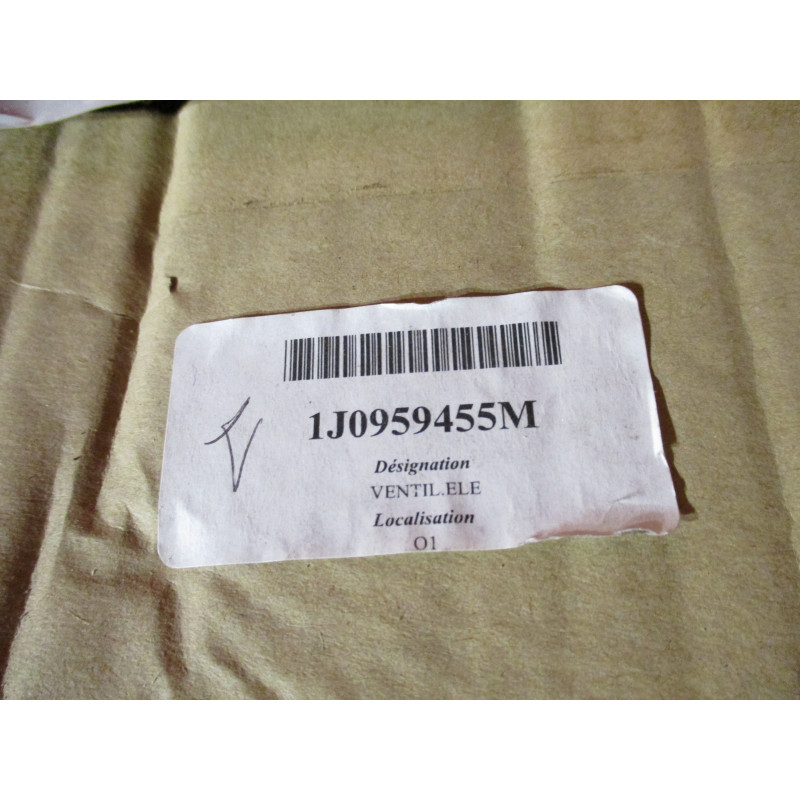 1J0959455M
Désignation
VENTIL.ELE
Localisation
O1